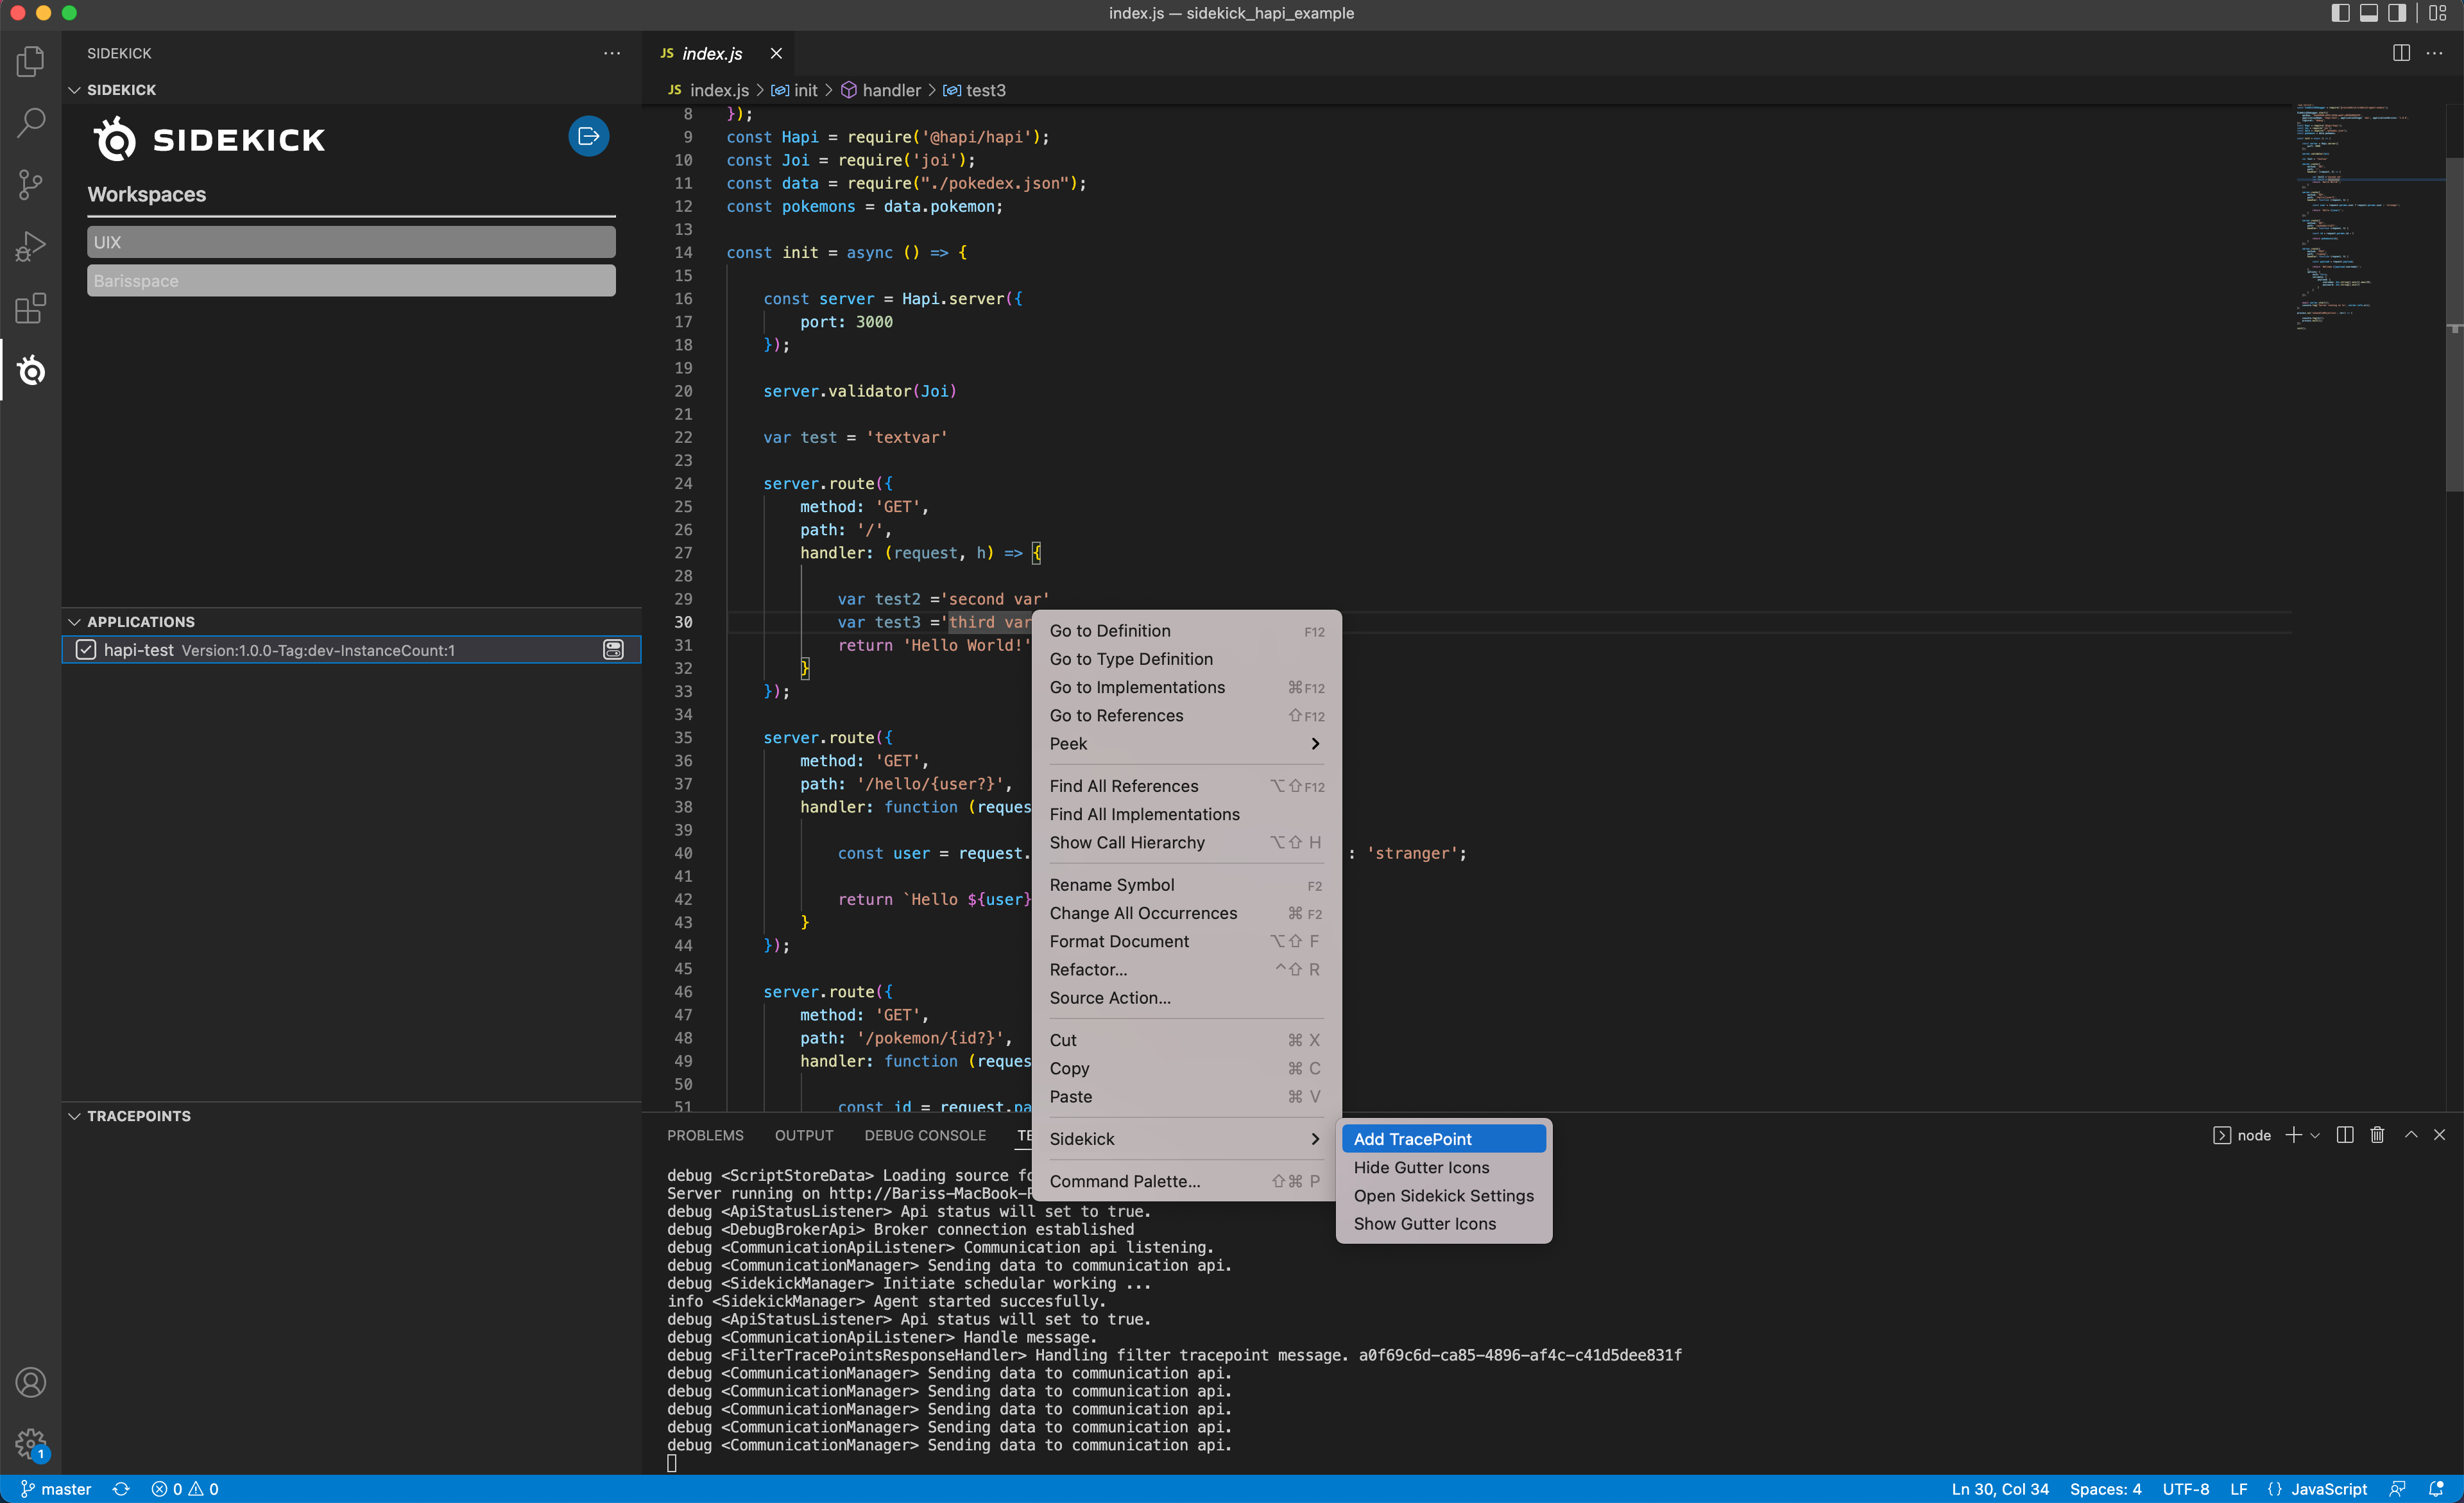 index.js — sidekick_hapi_example
SIDEKICK
SIDEKICK
SIDEKICK
Workspaces
UIX
Barisspace
APPLICATIONS
hapi-test Version:1.0.0-Tag:dev-InstanceCount:1
TRACEPOINTS
JS index.js
JS index.js > init > handler > test3
8 });
9 const Hapi = require('@hapi/hapi');
10 const Joi = require('joi');
11 const data = require("./pokedex.json");
12 const pokemons = data.pokemon;
13
14 const init = async () => {
15
16 const server = Hapi.server({
17 port: 3000
18 });
19
20 server.validator(Joi)
21
22 var test = 'textvar'
23
24 server.route({
25 method: 'GET',
26 path: '/',
27 handler: (request, h) => {
28
29 var test2 ='second var'
30 var test3 ='third var
31 return 'Hello World!'
32 }
33 });
34
35 server.route({
36 method: 'GET',
37 path: '/hello/{user?}',
38 handler: function (reques
39
40 const user = request. : 'stranger';
41
42 return `Hello ${user}
43 }
44 });
45
46 server.route({
47 method: 'GET',
48 path: '/pokemon/{id?}',
49 handler: function (reques
50
51 const id = request.pa
Go to Definition F12
Go to Type Definition
Go to Implementations ⌘F12
Go to References ⇧F12
Peek >
Find All References ⌥⇧F12
Find All Implementations
Show Call Hierarchy ⌥⇧ H
Rename Symbol F2
Change All Occurrences ⌘ F2
Format Document ⌥⇧ F
Refactor... ^⇧ R
Source Action...
Cut ⌘ X
Copy ⌘ C
Paste ⌘ V
Sidekick >
Command Palette... ⇧⌘ P
Add TracePoint
Hide Gutter Icons
Open Sidekick Settings
Show Gutter Icons
PROBLEMS OUTPUT DEBUG CONSOLE TE
node
debug <ScriptStoreData> Loading source fo
Server running on http://Bariss-MacBook-P
debug <ApiStatusListener> Api status will set to true.
debug <DebugBrokerApi> Broker connection established
debug <CommunicationApiListener> Communication api listening.
debug <CommunicationManager> Sending data to communication api.
debug <SidekickManager> Initiate schedular working ...
info <SidekickManager> Agent started succesfully.
debug <ApiStatusListener> Api status will set to true.
debug <CommunicationApiListener> Handle message.
debug <FilterTracePointsResponseHandler> Handling filter tracepoint message. a0f69c6d-ca85-4896-af4c-c41d5dee831f
debug <CommunicationManager> Sending data to communication api.
debug <CommunicationManager> Sending data to communication api.
debug <CommunicationManager> Sending data to communication api.
debug <CommunicationManager> Sending data to communication api.
debug <CommunicationManager> Sending data to communication api.
1
master 0 0
Ln 30, Col 34 Spaces: 4 UTF-8 LF {} JavaScript